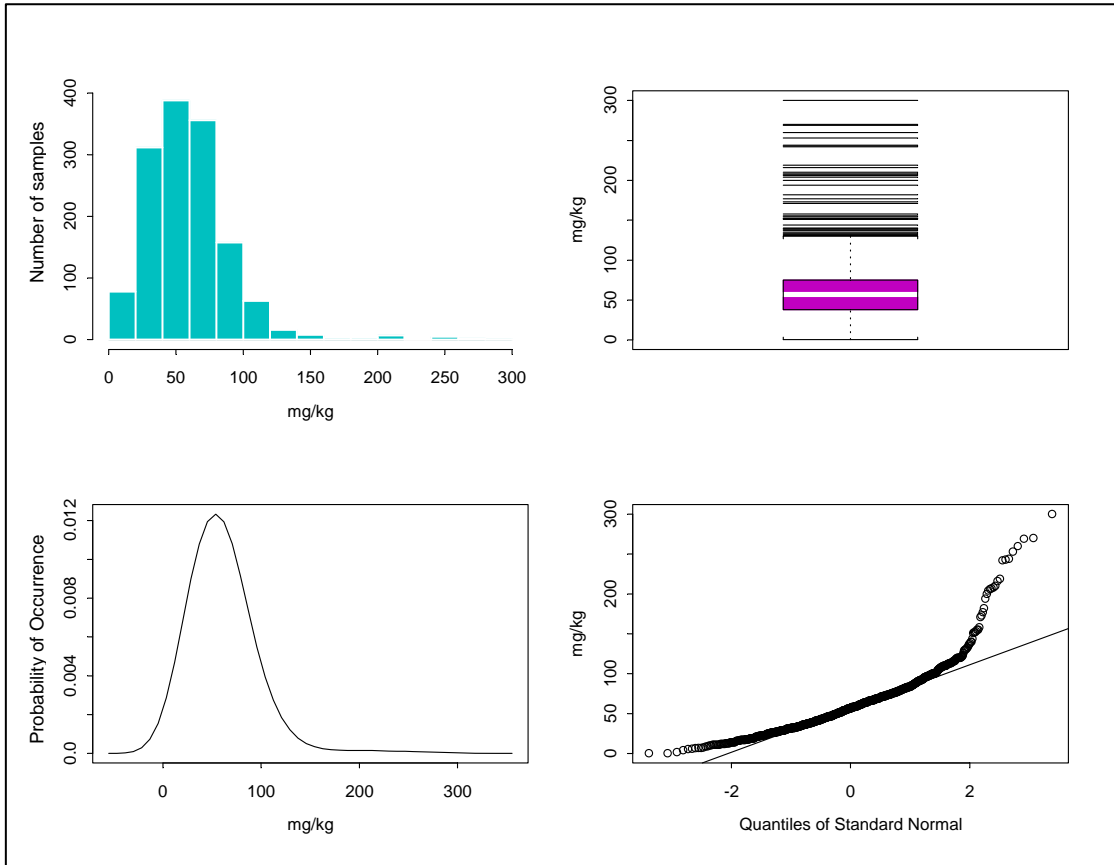 Number of samples
400
300
200
100
0
0 50 100 150 200 250 300
mg/kg
mg/kg
300
200
150
100
50
0
Probability of Occurrence
0.012
0.008
0.004
0.0
0 100 200 300
mg/kg
mg/kg
300
200
100
50
0
-2 0 2
Quantiles of Standard Normal